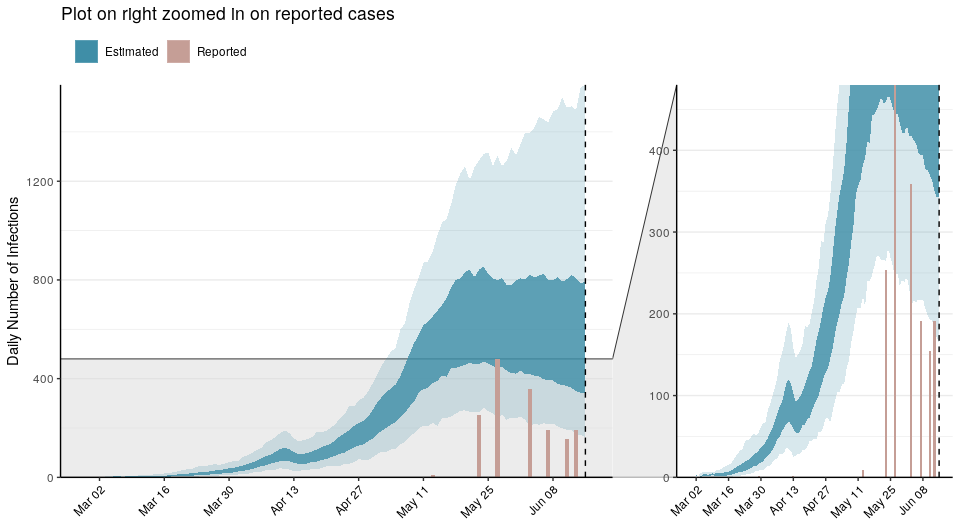 Plot on right zoomed in on reported cases
Estimated Reported
Daily Number of Infections
1200
800
400
0
Mar 02 Mar 16 Mar 30 Apr 13 Apr 27 May 11 May 25 Jun 08
400
300
200
100
0
Mar 02 Mar 16 Mar 30 Apr 13 Apr 27 May 11 May 25 Jun 08